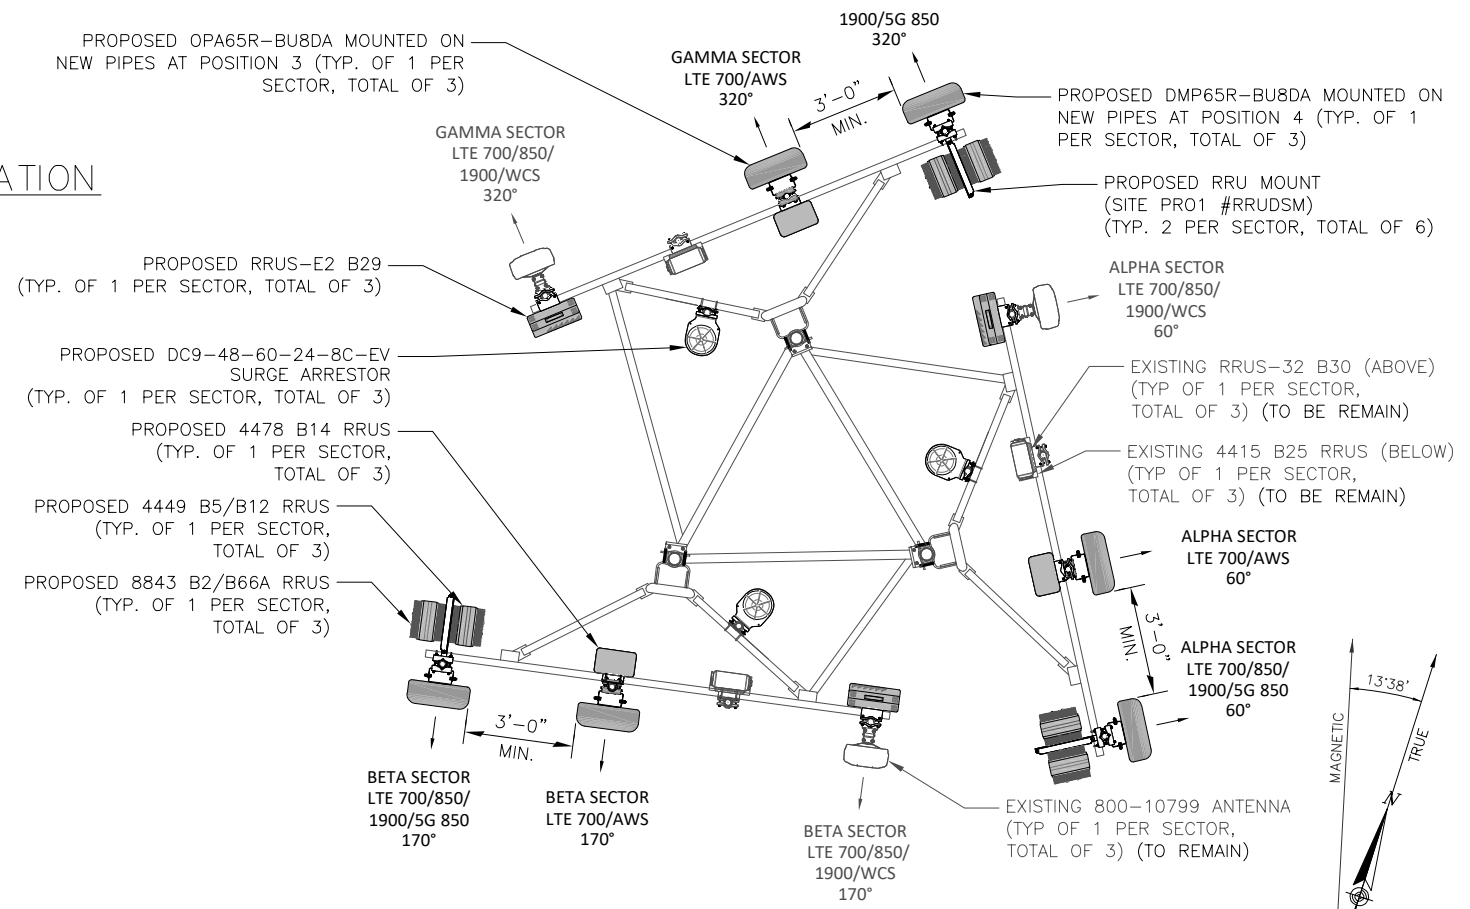 PROPOSED OPA65R-BU8DA MOUNTED ON
NEW PIPES AT POSITION 3 (TYP. OF 1 PER
SECTOR, TOTAL OF 3)
GAMMA SECTOR
LTE 700/AWS
320°
1900/5G 850
320°
3'-0"
MIN.
PROPOSED DMP65R-BU8DA MOUNTED ON
NEW PIPES AT POSITION 4 (TYP. OF 1
PER SECTOR, TOTAL OF 3)
ATION
GAMMA SECTOR
LTE 700/850/
1900/WCS
320°
PROPOSED RRU MOUNT
(SITE PRO1 #RRUDSM)
(TYP. 2 PER SECTOR, TOTAL OF 6)
PROPOSED RRUS-E2 B29
(TYP. OF 1 PER SECTOR, TOTAL OF 3)
ALPHA SECTOR
LTE 700/850/
1900/WCS
60°
PROPOSED DC9-48-60-24-8C-EV
SURGE ARRESTOR
(TYP. OF 1 PER SECTOR, TOTAL OF 3)
EXISTING RRUS-32 B30 (ABOVE)
(TYP OF 1 PER SECTOR,
TOTAL OF 3) (TO BE REMAIN)
PROPOSED 4478 B14 RRUS
(TYP. OF 1 PER SECTOR,
TOTAL OF 3)
EXISTING 4415 B25 RRUS (BELOW)
(TYP OF 1 PER SECTOR,
TOTAL OF 3) (TO BE REMAIN)
PROPOSED 4449 B5/B12 RRUS
(TYP. OF 1 PER SECTOR,
TOTAL OF 3)
ALPHA SECTOR
LTE 700/AWS
60°
PROPOSED 8843 B2/B66A RRUS
(TYP. OF 1 PER SECTOR,
TOTAL OF 3)
3'-0"
MIN.
ALPHA SECTOR
LTE 700/850/
1900/5G 850
60°
3'-0"
MIN.
BETA SECTOR
LTE 700/850/
1900/5G 850
170°
BETA SECTOR
LTE 700/AWS
170°
BETA SECTOR
LTE 700/850/
1900/WCS
170°
EXISTING 800-10799 ANTENNA
(TYP OF 1 PER SECTOR,
TOTAL OF 3) (TO REMAIN)
13°38'
MAGNETIC
TRUE
N